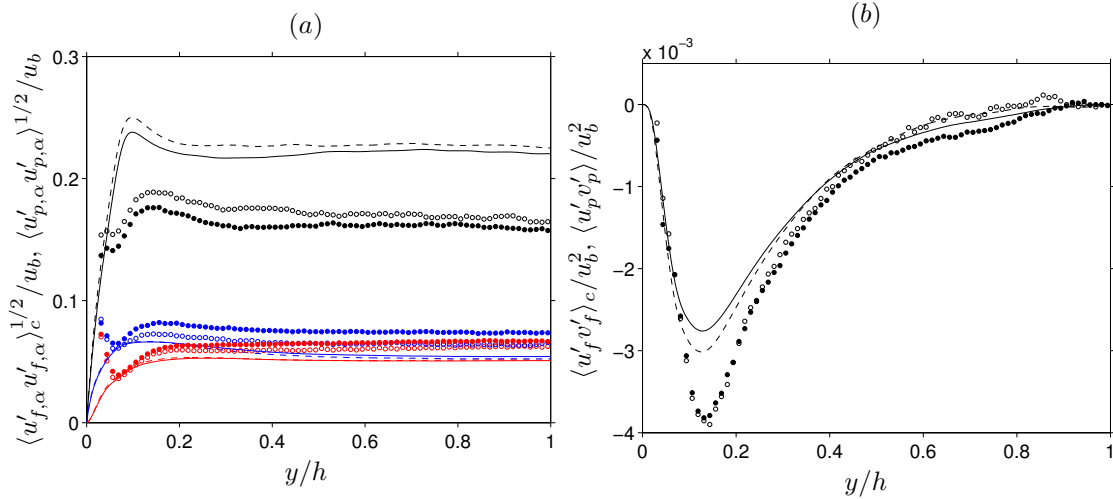 (a)
⟨u′_{f,α}u′_{f,α}⟩_c^{1/2}/u_b, ⟨u′_{p,α}u′_{p,α}⟩^{1/2}/u_b
0.3
0.2
0.1
0
0 0.2 0.4 0.6 0.8 1
y/h
(b)
x 10^{−3}
⟨u′_f v′_f⟩_c/u_b^2, ⟨u′_p v′_p⟩/u_b^2
0
−1
−2
−3
−4
0 0.2 0.4 0.6 0.8 1
y/h